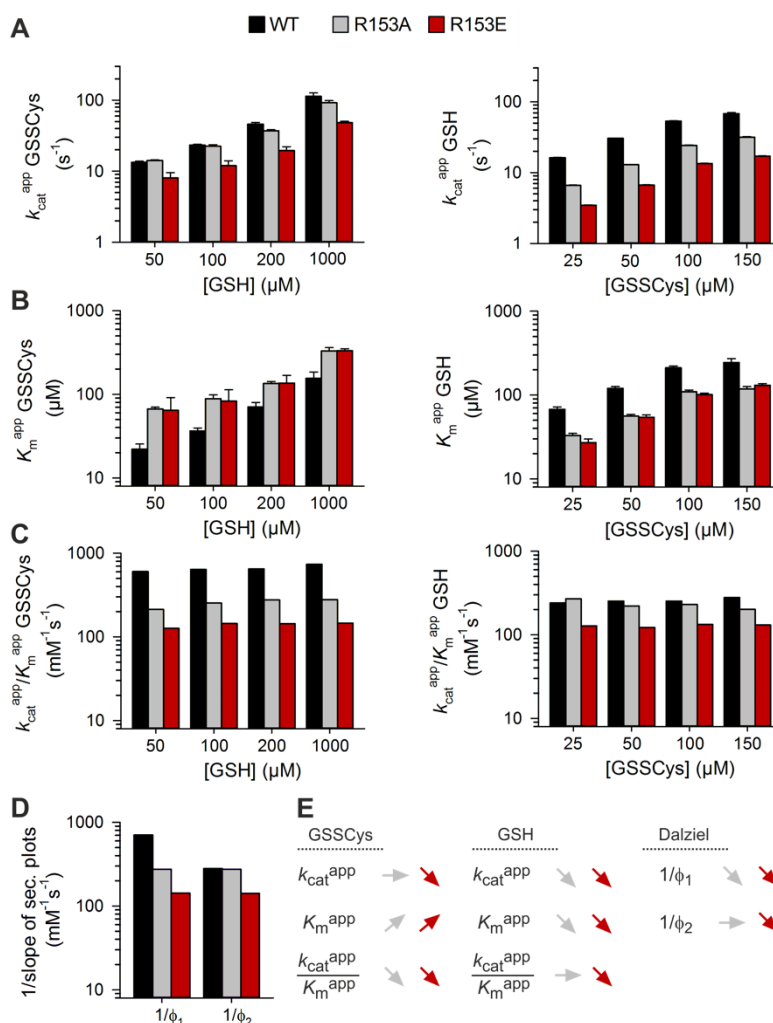 WT R153A R153E
A
k_cat^app GSSCys (s⁻¹)
100
10
1
50 100 200 1000
[GSH] (µM)
k_cat^app GSH (s⁻¹)
100
10
1
25 50 100 150
[GSSCys] (µM)
B
K_m^app GSSCys (µM)
1000
100
10
50 100 200 1000
[GSH] (µM)
K_m^app GSH (µM)
1000
100
10
25 50 100 150
[GSSCys] (µM)
C
k_cat^app/K_m^app GSSCys (mM⁻¹s⁻¹)
1000
100
10
50 100 200 1000
[GSH] (µM)
k_cat^app/K_m^app GSH (mM⁻¹s⁻¹)
1000
100
10
25 50 100 150
[GSSCys] (µM)
D
1/slope of sec. plots (mM⁻¹s⁻¹)
1000
100
10
1/ϕ₁ 1/ϕ₂
E
GSSCys GSH Dalziel
k_cat^app → ↘ k_cat^app ↘ ↘ 1/ϕ₁ ↘ ↘
K_m^app ↗ ↗ K_m^app ↘ ↘ 1/ϕ₂ → ↘
k_cat^app/K_m^app ↘ ↘ k_cat^app/K_m^app → ↘